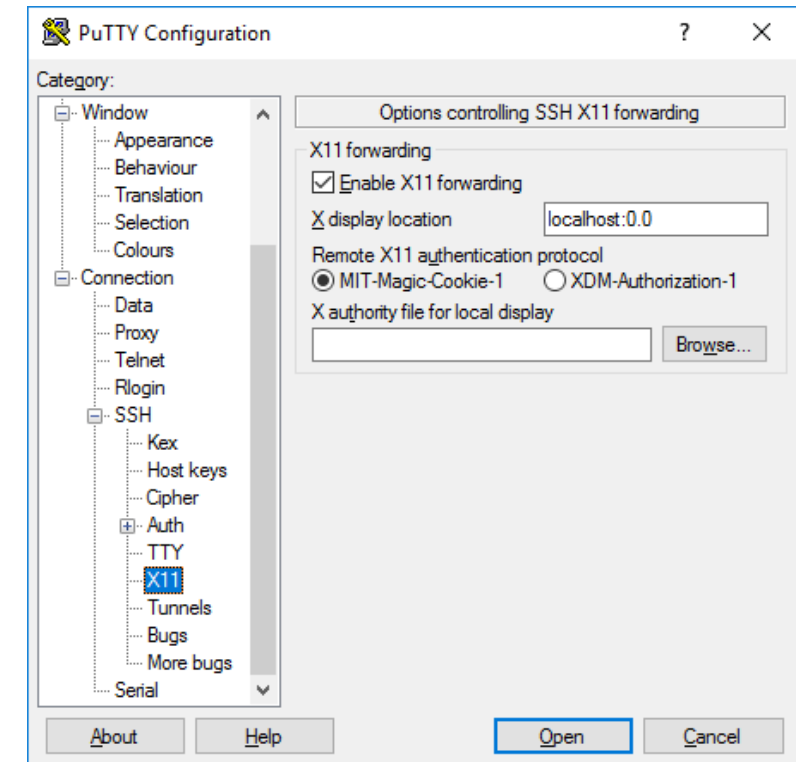 PuTTY Configuration
?
Category:
Window
Appearance
Behaviour
Translation
Selection
Colours
Connection
Data
Proxy
Telnet
Rlogin
SSH
Kex
Host keys
Cipher
Auth
TTY
X11
Tunnels
Bugs
More bugs
Serial
Options controlling SSH X11 forwarding
X11 forwarding
Enable X11 forwarding
X display location localhost:0.0
Remote X11 authentication protocol
MIT-Magic-Cookie-1 XDM-Authorization-1
X authority file for local display
Browse...
About Help Open Cancel